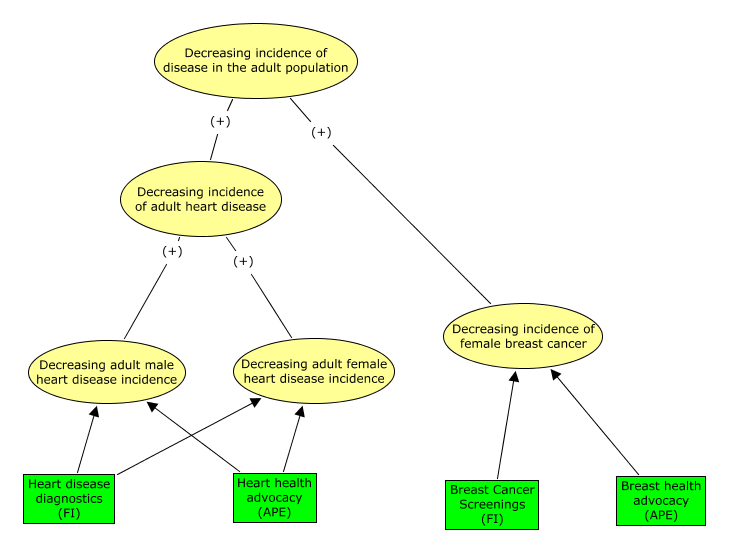 Decreasing incidence of
disease in the adult population
(+)
(+)
Decreasing incidence
of adult heart disease
(+)
(+)
Decreasing incidence of
female breast cancer
Decreasing adult male
heart disease incidence
Decreasing adult female
heart disease incidence
Heart disease
diagnostics
(FI)
Heart health
advocacy
(APE)
Breast Cancer
Screenings
(FI)
Breast health
advocacy
(APE)